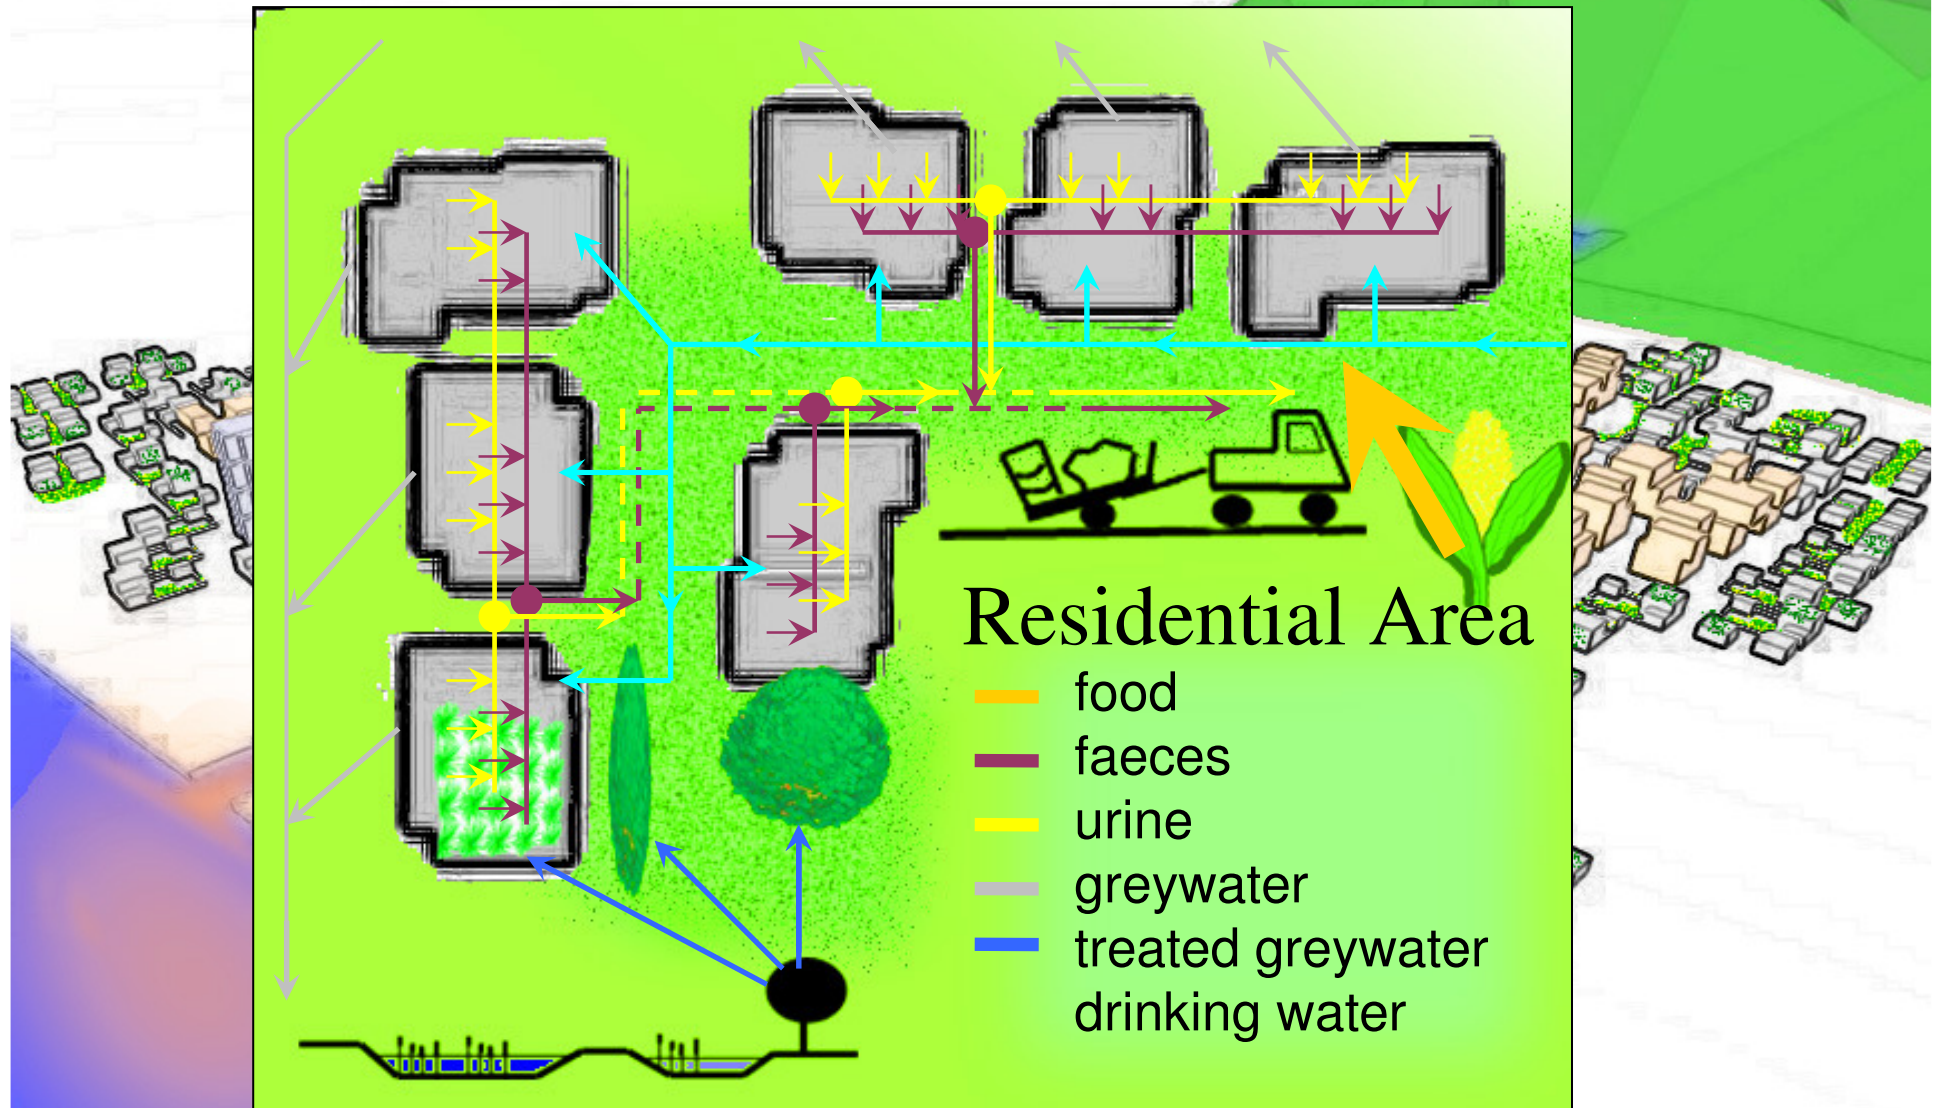 Residential Area
food
faeces
urine
greywater
treated greywater
drinking water